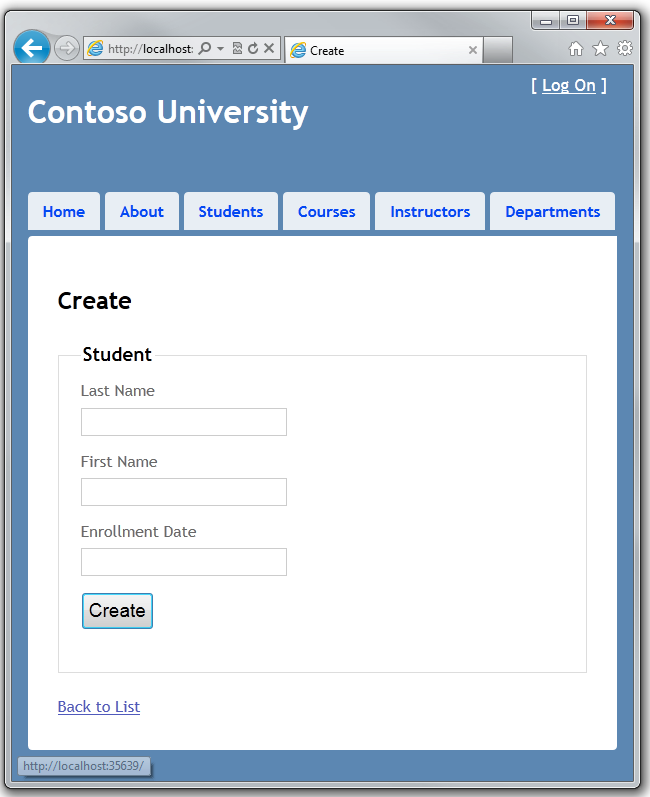 http://localhost:
Create
[ Log On ]
Contoso University
Home About Students Courses Instructors Departments
Create
Student
Last Name
First Name
Enrollment Date
Create
Back to List
http://localhost:35639/